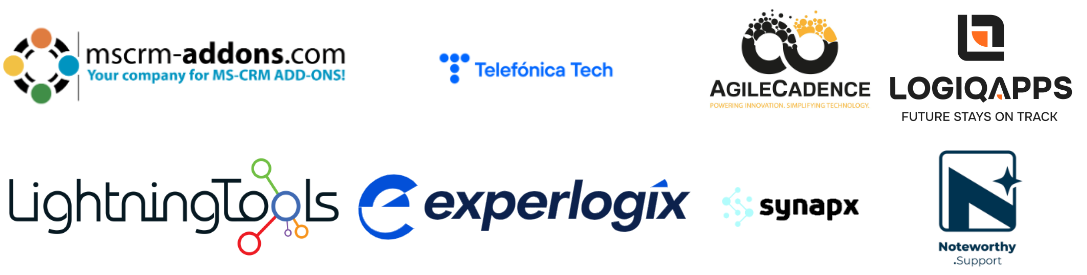 mscrm-addons.com
Your company for MS-CRM ADD-ONS!
Telefónica Tech
AGILECADENCE
POWERING INNOVATION. SIMPLIFYING TECHNOLOGY.
LOGIQAPPS
FUTURE STAYS ON TRACK
LightningTools
experlogix
synapx
N
Noteworthy
.Support